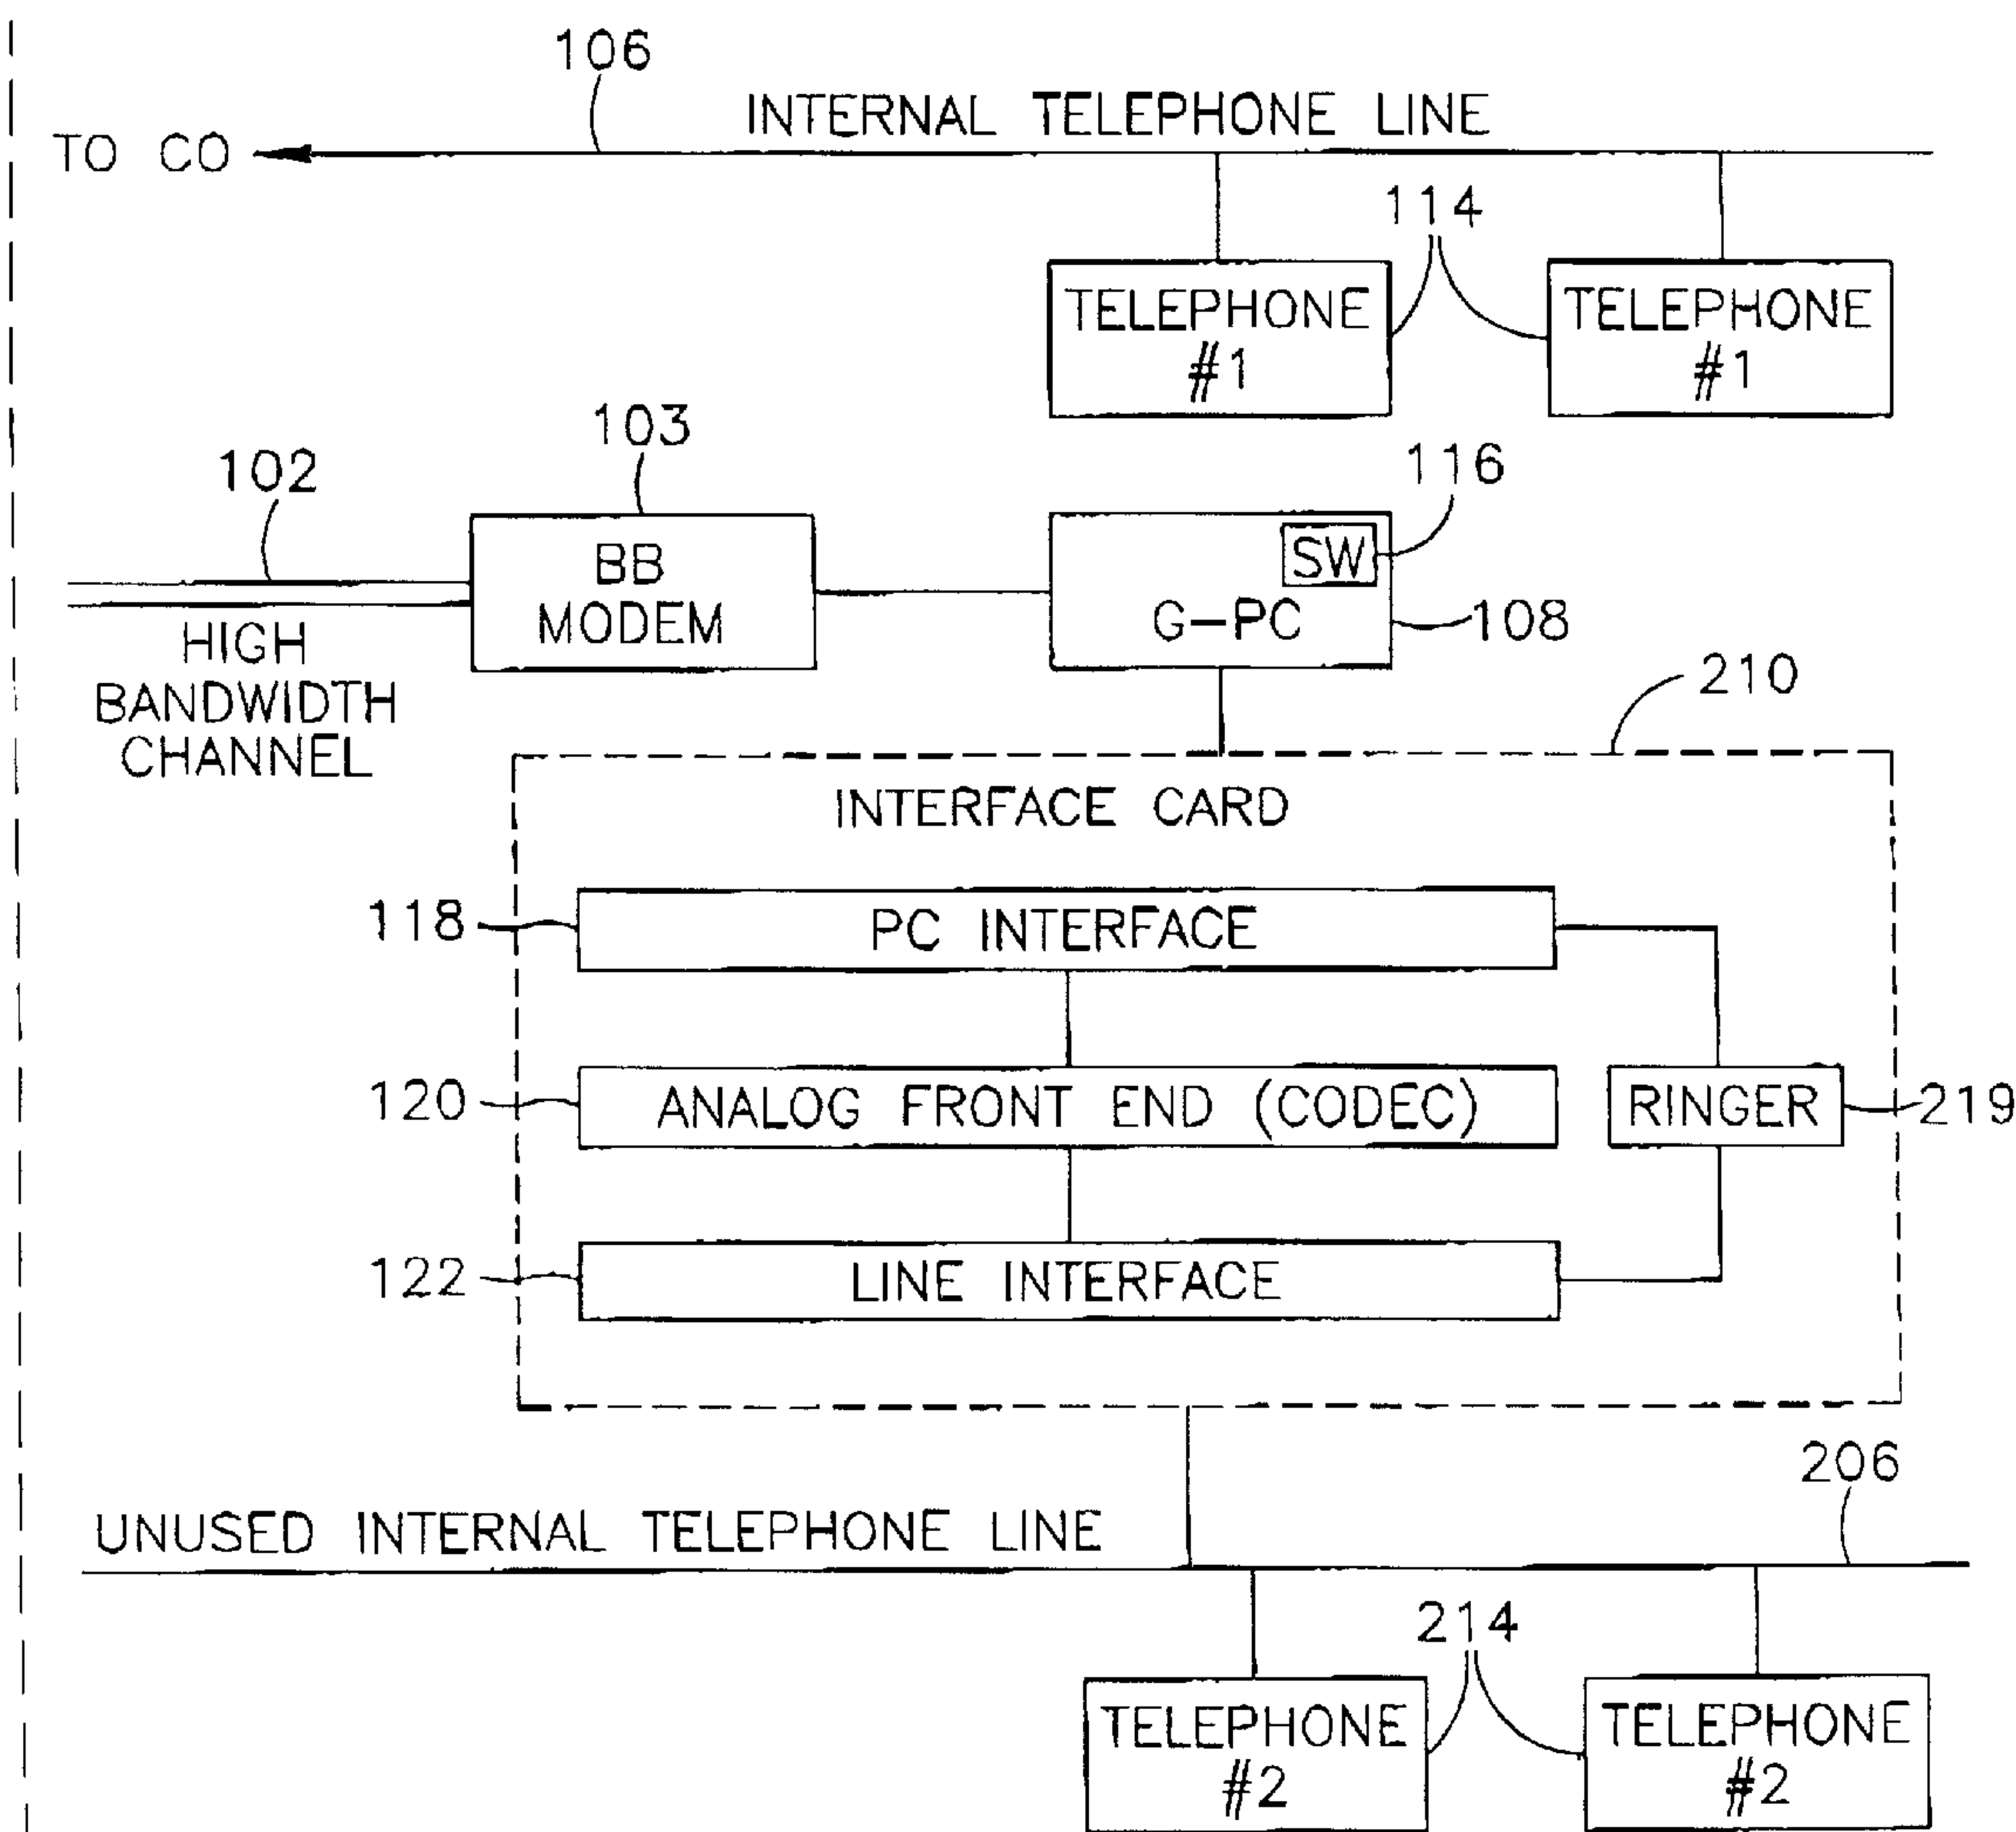 106
INTERNAL TELEPHONE LINE
TO CO
114
TELEPHONE
#1
TELEPHONE
#1
103
102
116
BB
MODEM
SW
G-PC
108
HIGH
BANDWIDTH
CHANNEL
210
INTERFACE CARD
118
PC INTERFACE
120
ANALOG FRONT END (CODEC)
RINGER
219
122
LINE INTERFACE
206
UNUSED INTERNAL TELEPHONE LINE
214
TELEPHONE
#2
TELEPHONE
#2